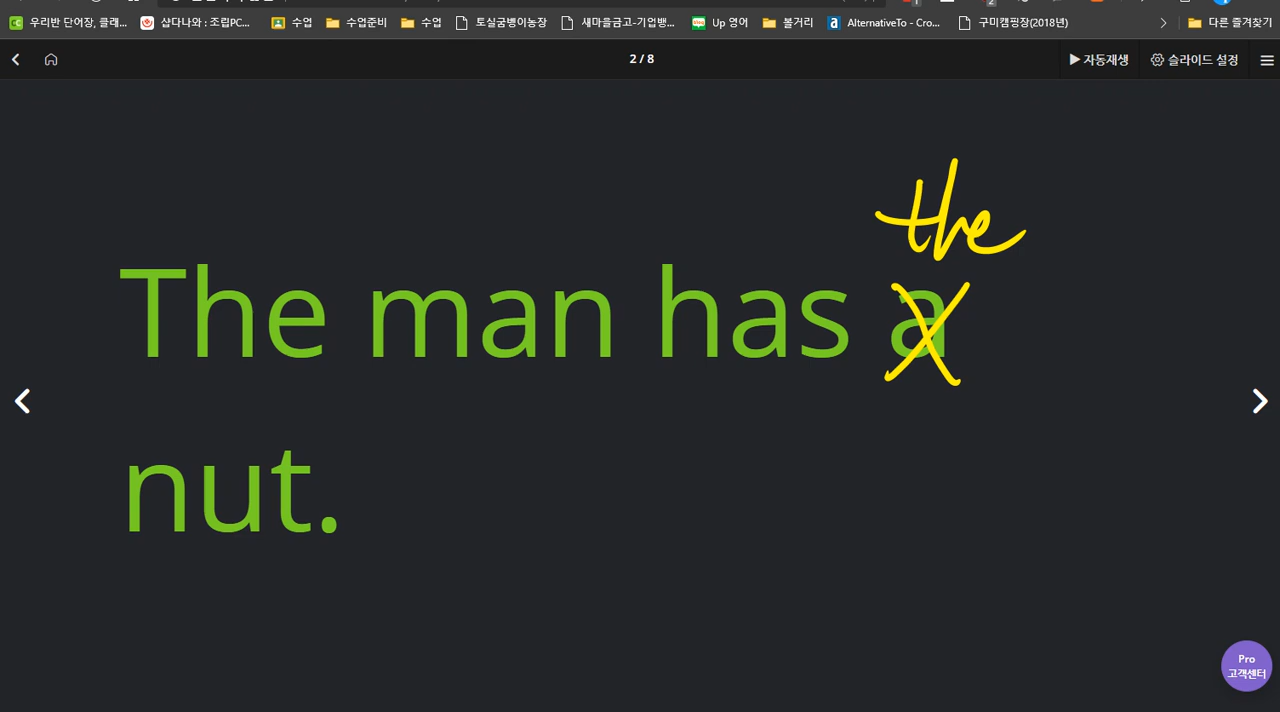 우리반 단어장, 클래... 샵다나와 : 조립PC... 수업 수업준비 수업 토실굼벵이농장 새마을금고-기업뱅... Up 영어 볼거리 AlternativeTo - Cro... 구미캠핑장(2018년) 다른 즐겨찾기
2 / 8 ▶ 자동재생 슬라이드 설정
the
The man has a
nut.
Pro
고객센터